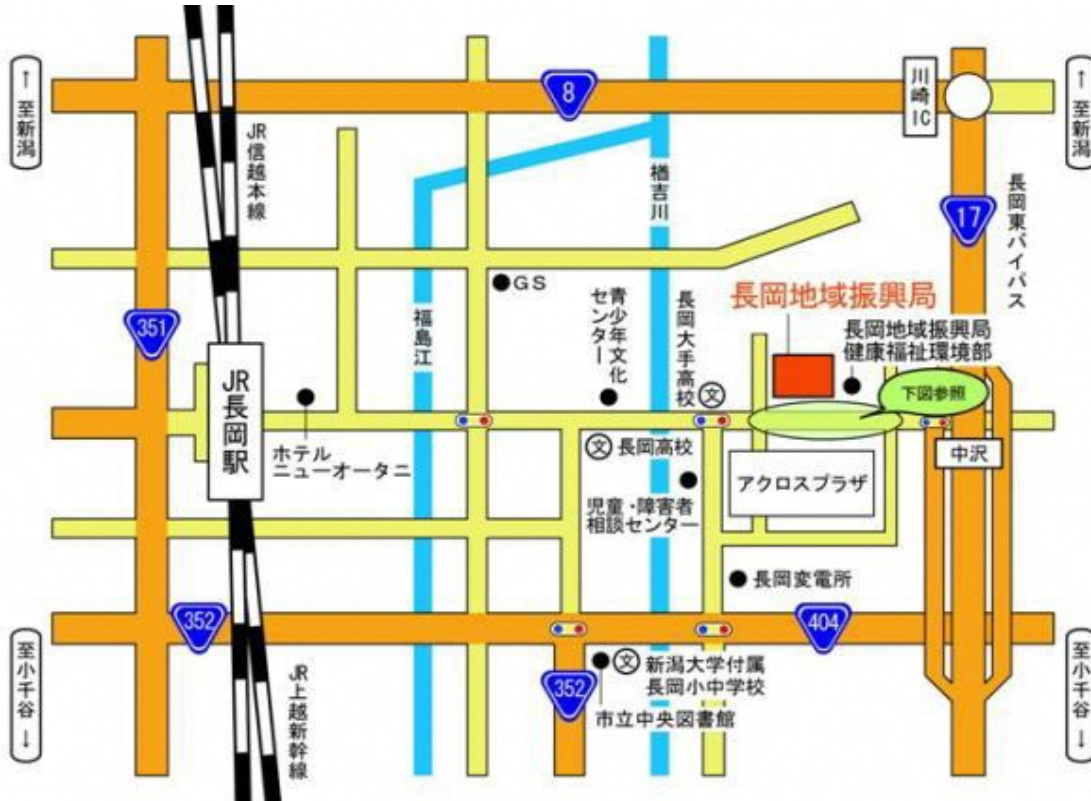 8
川崎IC
↑至新潟
↑至新潟
JR信越本線
楢吉川
長岡東バイパス
17
GS
351
福島江
青少年文化
センター
長岡大手高校
文
長岡地域振興局
長岡地域振興局
健康福祉環境部
下図参照
JR長岡駅
ホテル
ニューオータニ
文
長岡高校
中沢
アクロスプラザ
児童・障害者
相談センター
長岡変電所
352
404
至小千谷↓
至小千谷↓
352
文
新潟大学付属
長岡小中学校
市立中央図書館
JR上越新幹線